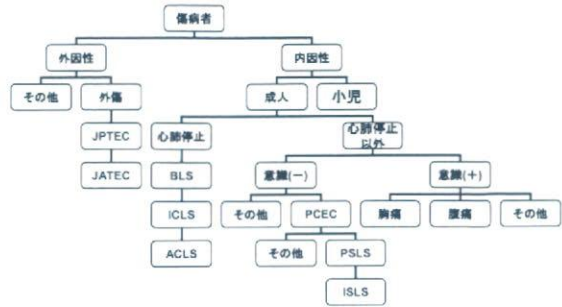 傷病者
外因性
内因性
その他
外傷
成人
小児
JPTEC
心肺停止
心肺停止
以外
JATEC
BLS
意識(ー)
意識(＋)
ICLS
その他
PCEC
胸痛
腹痛
その他
ACLS
その他
PSLS
ISLS